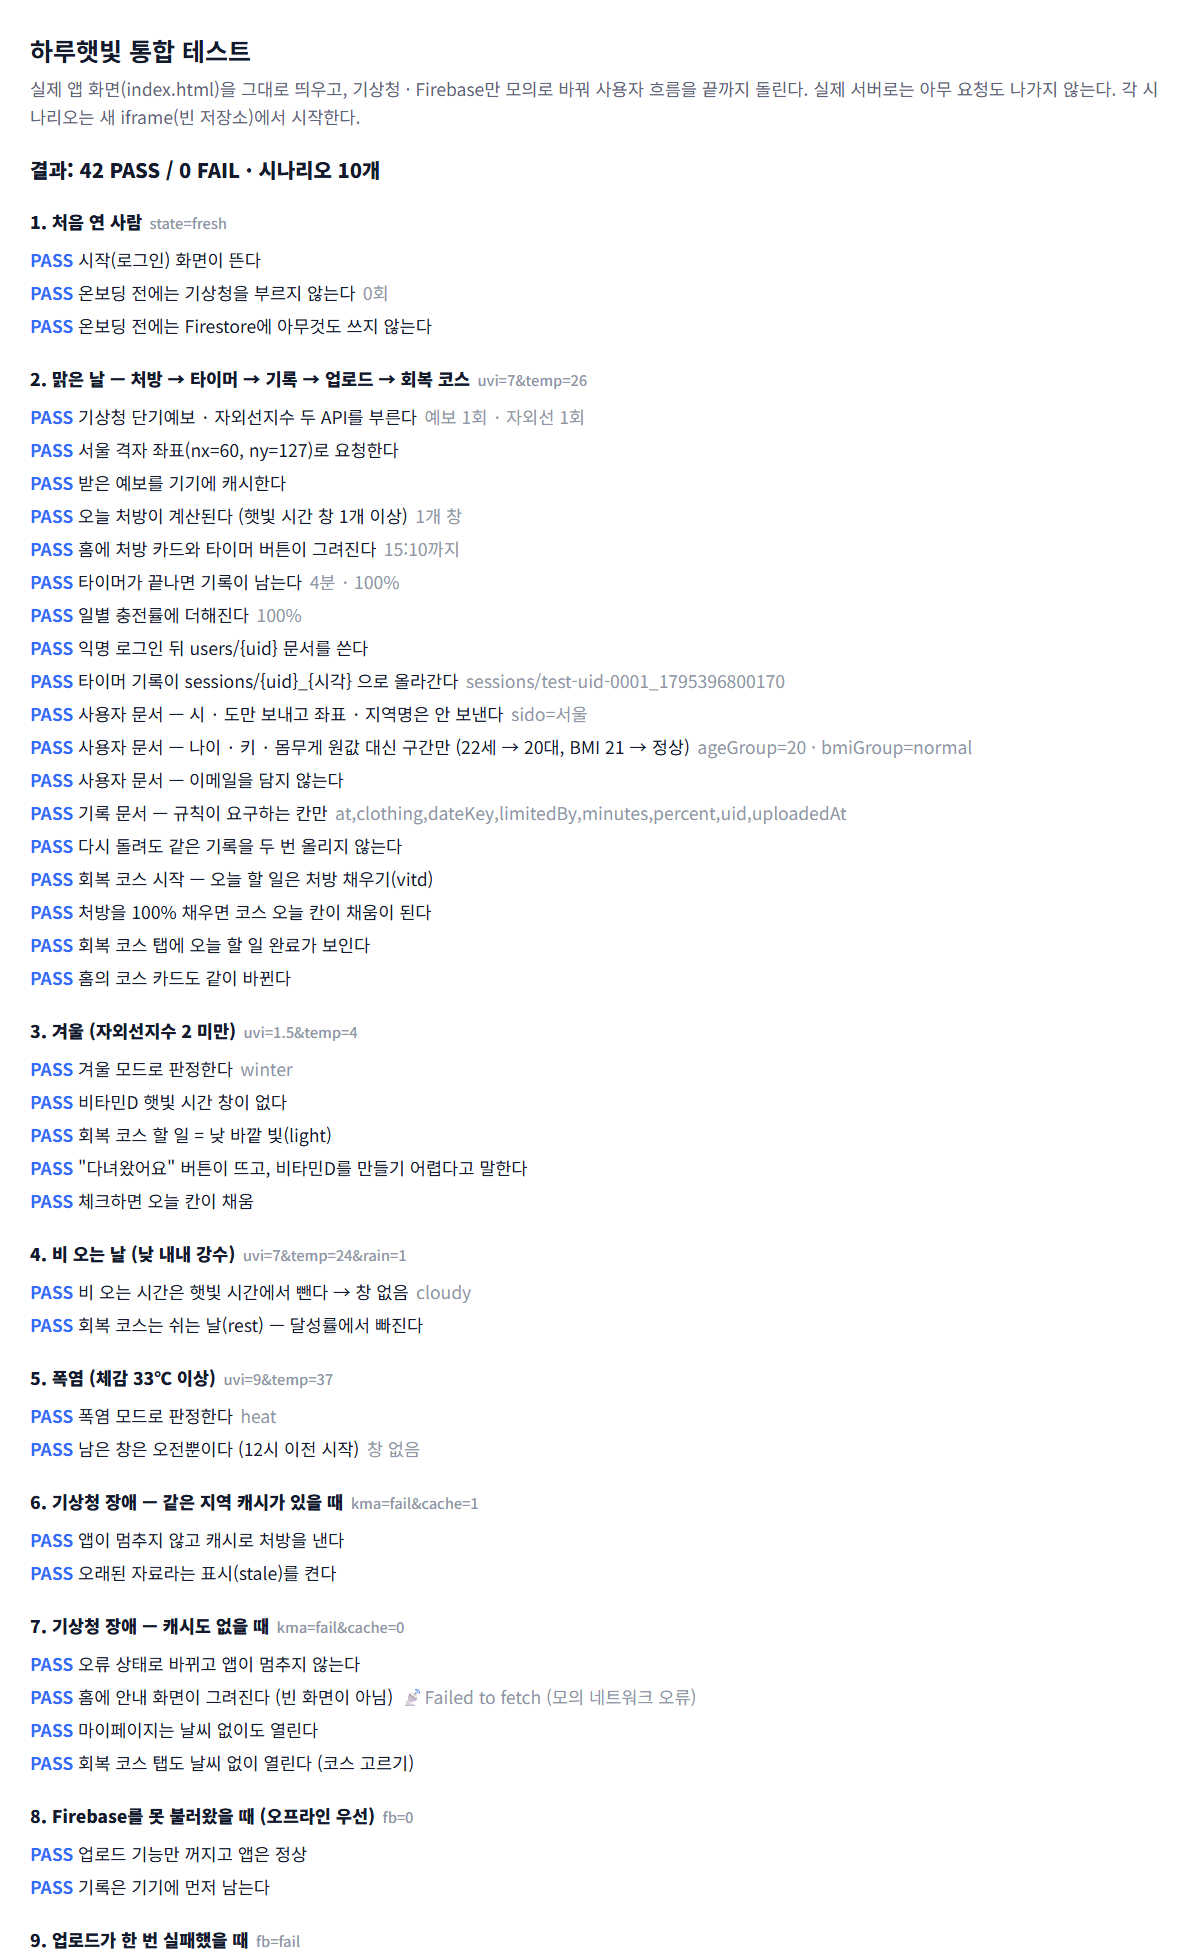 하루햇빛 통합 테스트
실제 앱 화면(index.html)을 그대로 띄우고, 기상청 · Firebase만 모의로 바꿔 사용자 흐름을 끝까지 돌린다. 실제 서버로는 아무 요청도 나가지 않는다. 각 시
나리오는 새 iframe(빈 저장소)에서 시작한다.
결과: 42 PASS / 0 FAIL · 시나리오 10개
1. 처음 연 사람 state=fresh
PASS 시작(로그인) 화면이 뜬다
PASS 온보딩 전에는 기상청을 부르지 않는다 0회
PASS 온보딩 전에는 Firestore에 아무것도 쓰지 않는다
2. 맑은 날 — 처방 → 타이머 → 기록 → 업로드 → 회복 코스 uvi=7&temp=26
PASS 기상청 단기예보 · 자외선지수 두 API를 부른다 예보 1회 · 자외선 1회
PASS 서울 격자 좌표(nx=60, ny=127)로 요청한다
PASS 받은 예보를 기기에 캐시한다
PASS 오늘 처방이 계산된다 (햇빛 시간 창 1개 이상) 1개 창
PASS 홈에 처방 카드와 타이머 버튼이 그려진다 15:10까지
PASS 타이머가 끝나면 기록이 남는다 4분 · 100%
PASS 일별 충전률에 더해진다 100%
PASS 익명 로그인 뒤 users/{uid} 문서를 쓴다
PASS 타이머 기록이 sessions/{uid}_{시각} 으로 올라간다 sessions/test-uid-0001_1795396800170
PASS 사용자 문서 — 시 · 도만 보내고 좌표 · 지역명은 안 보낸다 sido=서울
PASS 사용자 문서 — 나이 · 키 · 몸무게 원값 대신 구간만 (22세 → 20대, BMI 21 → 정상) ageGroup=20 · bmiGroup=normal
PASS 사용자 문서 — 이메일을 담지 않는다
PASS 기록 문서 — 규칙이 요구하는 칸만 at,clothing,dateKey,limitedBy,minutes,percent,uid,uploadedAt
PASS 다시 돌려도 같은 기록을 두 번 올리지 않는다
PASS 회복 코스 시작 — 오늘 할 일은 처방 채우기(vitd)
PASS 처방을 100% 채우면 코스 오늘 칸이 채움이 된다
PASS 회복 코스 탭에 오늘 할 일 완료가 보인다
PASS 홈의 코스 카드도 같이 바뀐다
3. 겨울 (자외선지수 2 미만) uvi=1.5&temp=4
PASS 겨울 모드로 판정한다 winter
PASS 비타민D 햇빛 시간 창이 없다
PASS 회복 코스 할 일 = 낮 바깥 빛(light)
PASS "다녀왔어요" 버튼이 뜨고, 비타민D를 만들기 어렵다고 말한다
PASS 체크하면 오늘 칸이 채움
4. 비 오는 날 (낮 내내 강수) uvi=7&temp=24&rain=1
PASS 비 오는 시간은 햇빛 시간에서 뺀다 → 창 없음 cloudy
PASS 회복 코스는 쉬는 날(rest) — 달성률에서 빠진다
5. 폭염 (체감 33℃ 이상) uvi=9&temp=37
PASS 폭염 모드로 판정한다 heat
PASS 남은 창은 오전뿐이다 (12시 이전 시작) 창 없음
6. 기상청 장애 — 같은 지역 캐시가 있을 때 kma=fail&cache=1
PASS 앱이 멈추지 않고 캐시로 처방을 낸다
PASS 오래된 자료라는 표시(stale)를 켠다
7. 기상청 장애 — 캐시도 없을 때 kma=fail&cache=0
PASS 오류 상태로 바뀌고 앱이 멈추지 않는다
PASS 홈에 안내 화면이 그려진다 (빈 화면이 아님) 📡 Failed to fetch (모의 네트워크 오류)
PASS 마이페이지는 날씨 없이도 열린다
PASS 회복 코스 탭도 날씨 없이 열린다 (코스 고르기)
8. Firebase를 못 불러왔을 때 (오프라인 우선) fb=0
PASS 업로드 기능만 꺼지고 앱은 정상
PASS 기록은 기기에 먼저 남는다
9. 업로드가 한 번 실패했을 때 fb=fail